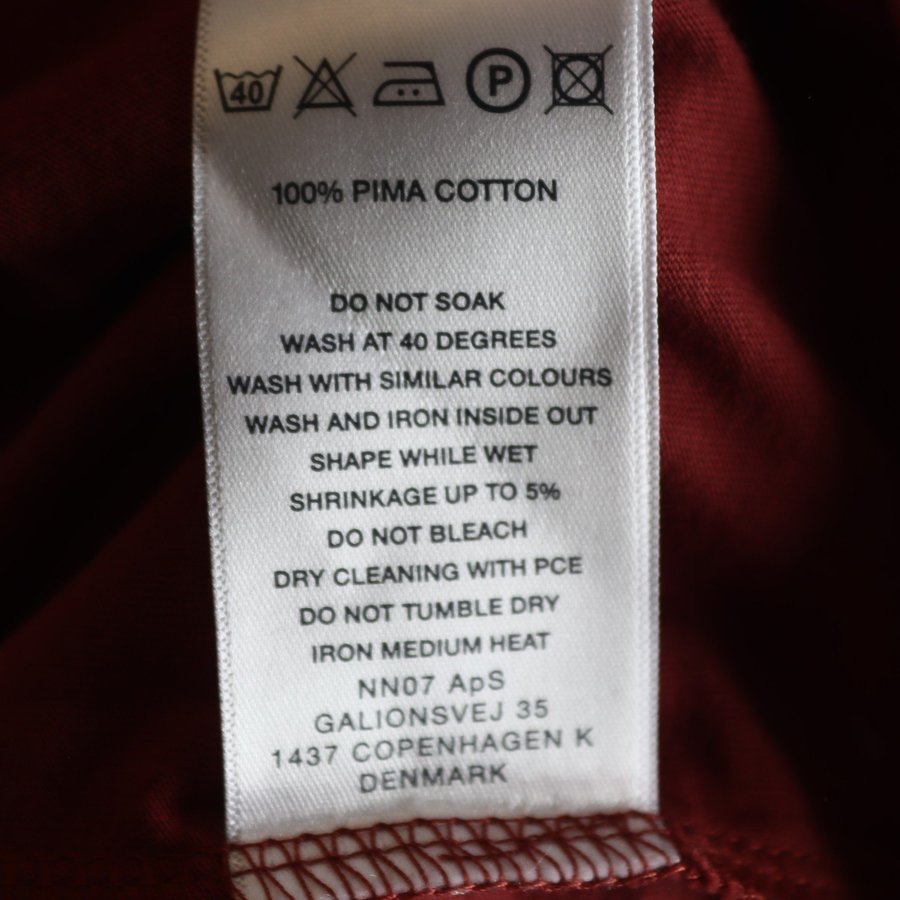 40 P
100% PIMA COTTON
DO NOT SOAK
WASH AT 40 DEGREES
WASH WITH SIMILAR COLOURS
WASH AND IRON INSIDE OUT
SHAPE WHILE WET
SHRINKAGE UP TO 5%
DO NOT BLEACH
DRY CLEANING WITH PCE
DO NOT TUMBLE DRY
IRON MEDIUM HEAT
NN07 ApS
GALIONSVEJ 35
1437 COPENHAGEN K
DENMARK